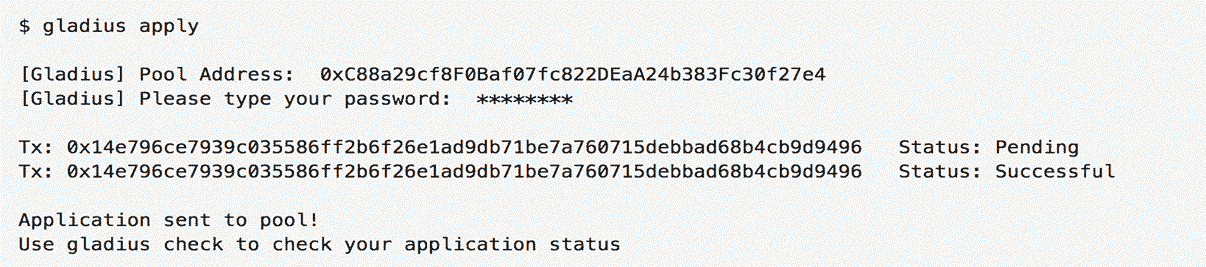 $ gladius apply
[Gladius] Pool Address: 0xC88a29cf8F0Baf07fc822DEaA24b383Fc30f27e4
[Gladius] Please type your password: ********
Tx: 0x14e796ce7939c035586ff2b6f26e1ad9db71be7a760715debbad68b4cb9d9496 Status: Pending
Tx: 0x14e796ce7939c035586ff2b6f26e1ad9db71be7a760715debbad68b4cb9d9496 Status: Successful
Application sent to pool!
Use gladius check to check your application status